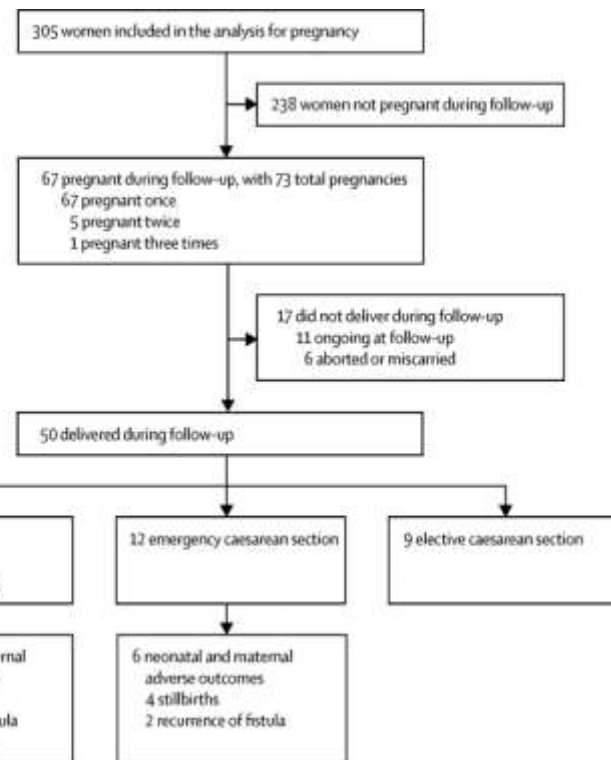 305 women included in the analysis for pregnancy
238 women not pregnant during follow-up
67 pregnant during follow-up, with 73 total pregnancies
67 pregnant once
5 pregnant twice
1 pregnant three times
17 did not deliver during follow-up
11 ongoing at follow-up
6 aborted or miscarried
50 delivered during follow-up
12 emergency caesarean section
9 elective caesarean section
6 neonatal and maternal
adverse outcomes
4 stillbirths
2 recurrence of fistula